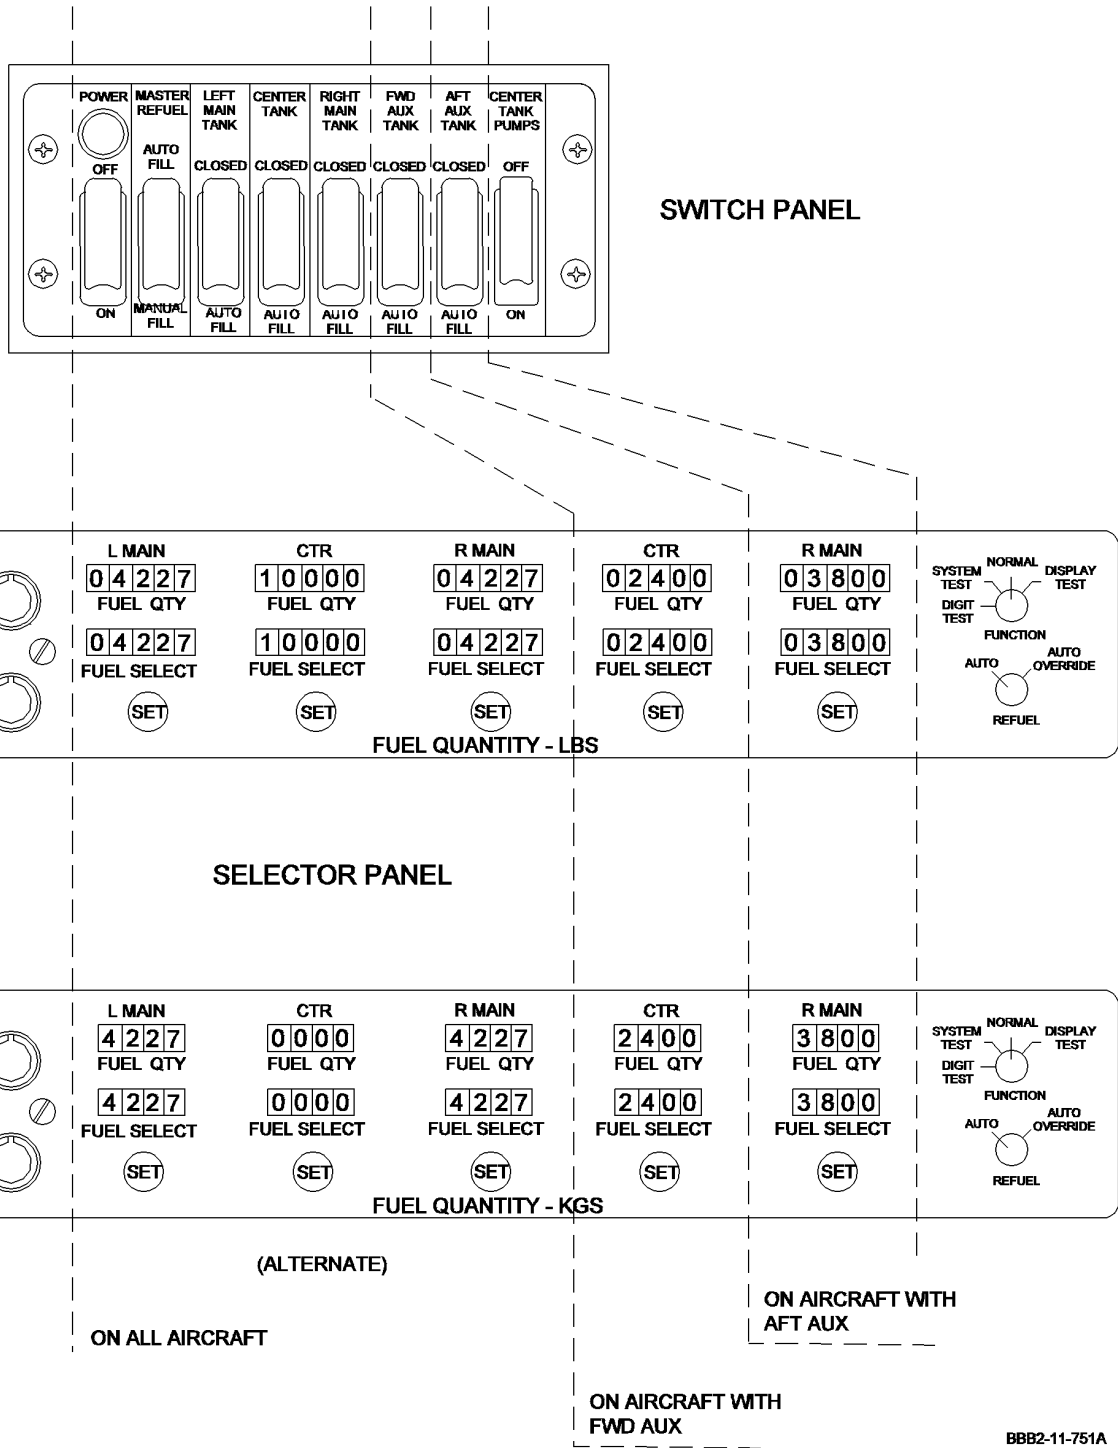 POWER
OFF
ON
MASTER
REFUEL
AUTO
FILL
MANUAL
FILL
LEFT
MAIN
TANK
CLOSED
AUTO
FILL
CENTER
TANK
CLOSED
AUTO
FILL
RIGHT
MAIN
TANK
CLOSED
AUTO
FILL
FWD
AUX
TANK
CLOSED
AUTO
FILL
AFT
AUX
TANK
CLOSED
AUTO
FILL
CENTER
TANK
PUMPS
OFF
ON
SWITCH PANEL
L MAIN
04227
FUEL QTY
04227
FUEL SELECT
SET
CTR
10000
FUEL QTY
10000
FUEL SELECT
SET
R MAIN
04227
FUEL QTY
04227
FUEL SELECT
SET
CTR
02400
FUEL QTY
02400
FUEL SELECT
SET
R MAIN
03800
FUEL QTY
03800
FUEL SELECT
SET
SYSTEM
TEST
NORMAL
DISPLAY
TEST
DIGIT
TEST
FUNCTION
AUTO
AUTO
OVERRIDE
REFUEL
FUEL QUANTITY - LBS
SELECTOR PANEL
L MAIN
4227
FUEL QTY
4227
FUEL SELECT
SET
CTR
0000
FUEL QTY
0000
FUEL SELECT
SET
R MAIN
4227
FUEL QTY
4227
FUEL SELECT
SET
CTR
2400
FUEL QTY
2400
FUEL SELECT
SET
R MAIN
3800
FUEL QTY
3800
FUEL SELECT
SET
SYSTEM
TEST
NORMAL
DISPLAY
TEST
DIGIT
TEST
FUNCTION
AUTO
AUTO
OVERRIDE
REFUEL
FUEL QUANTITY - KGS
(ALTERNATE)
ON ALL AIRCRAFT
ON AIRCRAFT WITH
AFT AUX
ON AIRCRAFT WITH
FWD AUX
BBB2-11-751A